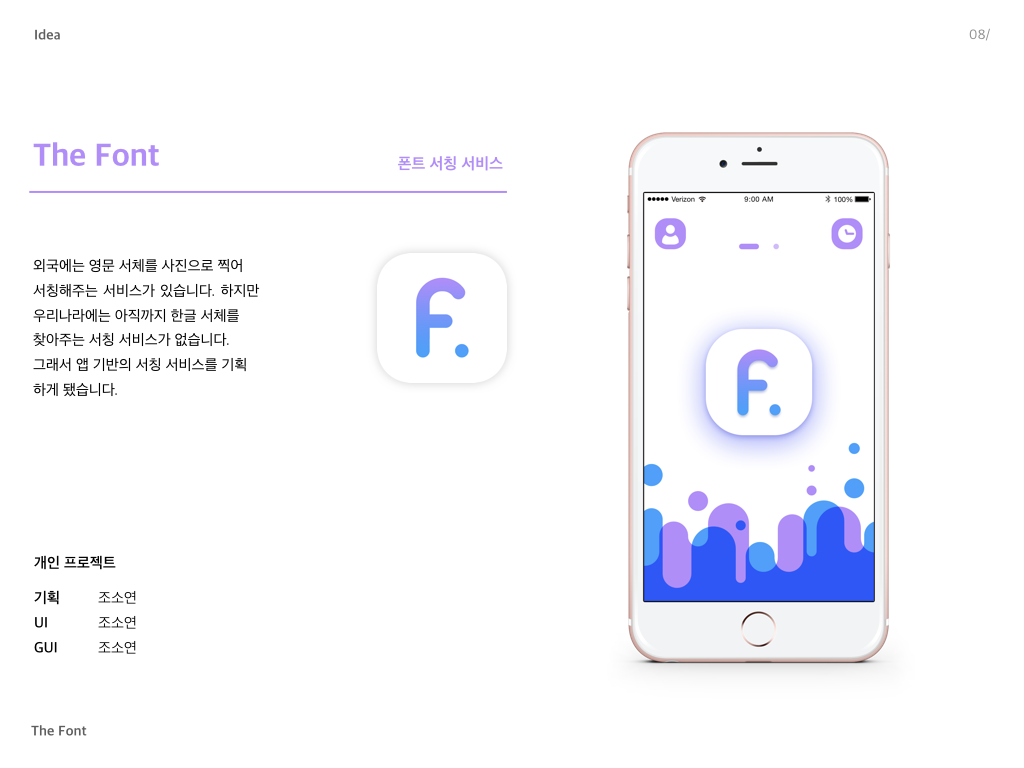 Idea
08/
The Font
폰트 서칭 서비스
외국에는 영문 서체를 사진으로 찍어
서칭해주는 서비스가 있습니다. 하지만
우리나라에는 아직까지 한글 서체를
찾아주는 서칭 서비스가 없습니다.
그래서 앱 기반의 서칭 서비스를 기획
하게 됐습니다.
F.
Verizon 9:00 AM 100%
F.
개인 프로젝트
기획 조소연
UI 조소연
GUI 조소연
The Font